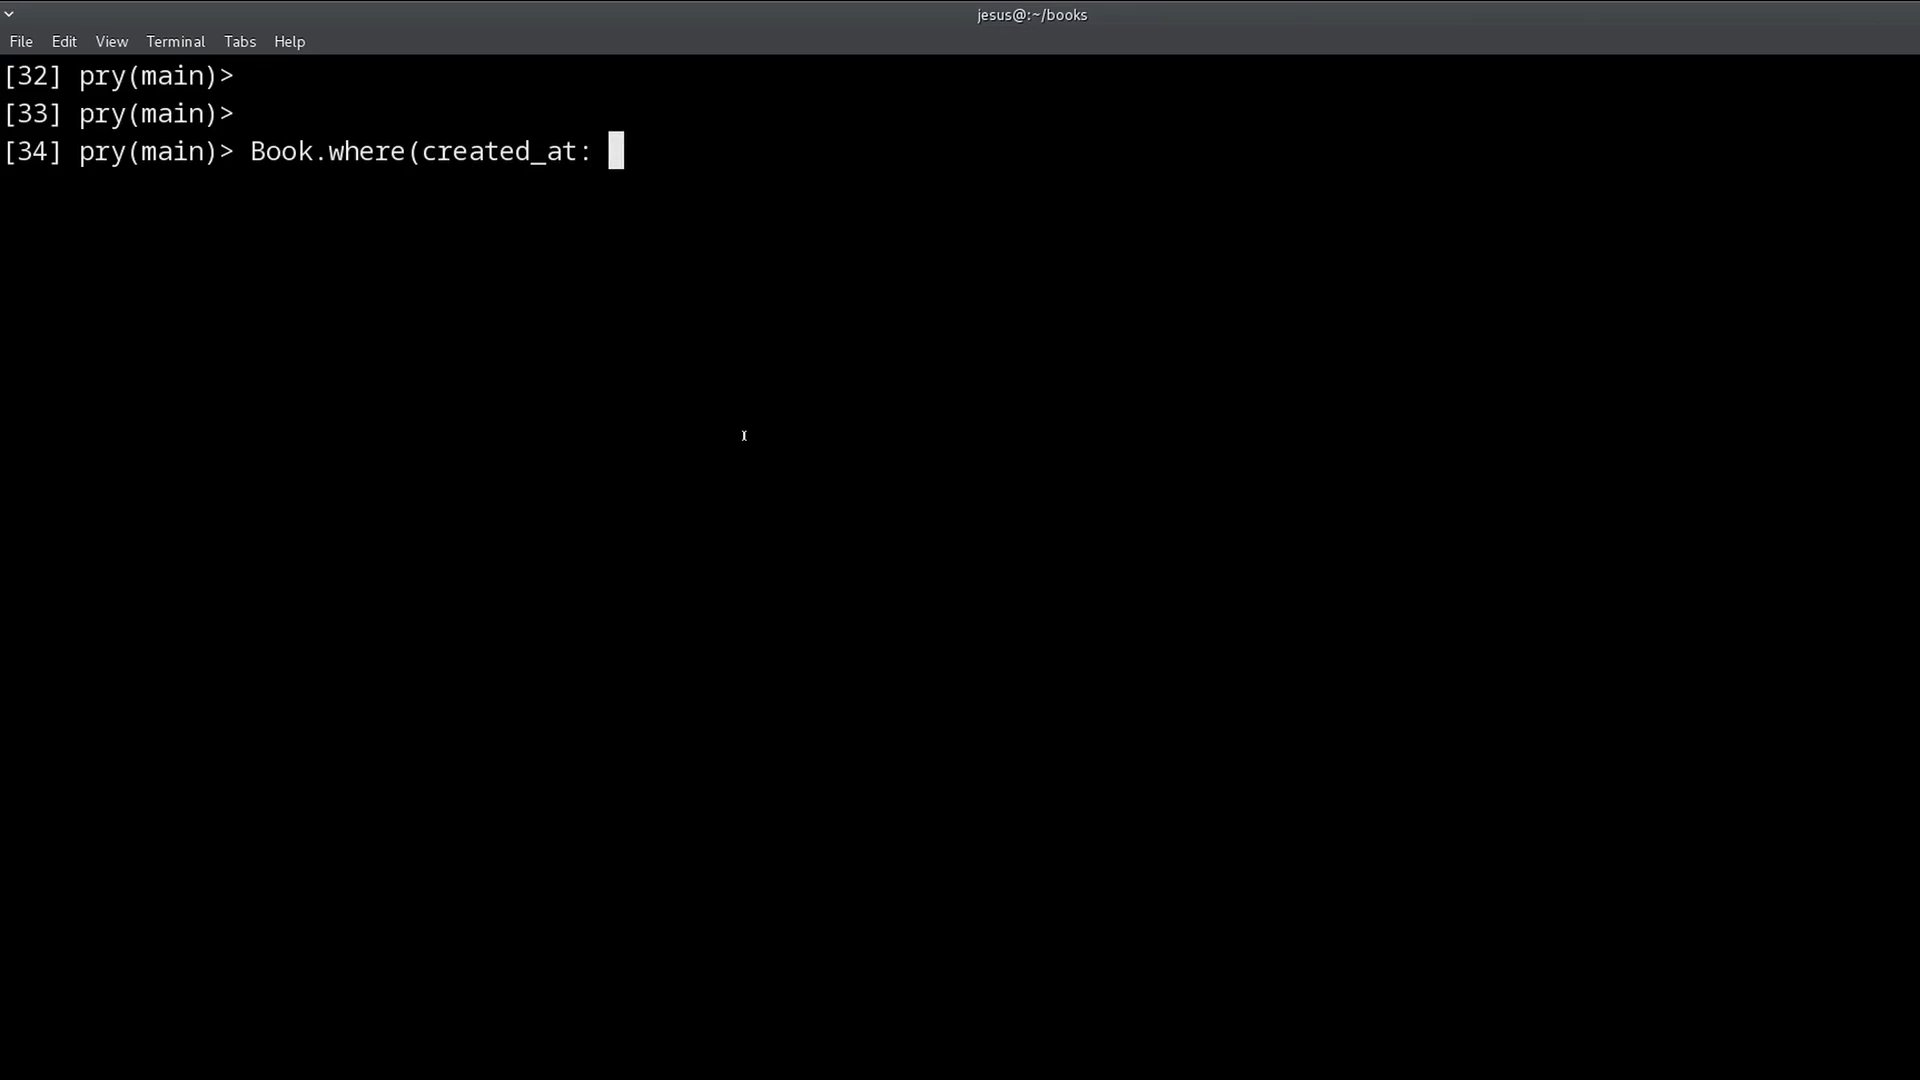 jesus@:~/books
File Edit View Terminal Tabs Help
[32] pry(main)>
[33] pry(main)>
[34] pry(main)> Book.where(created_at: